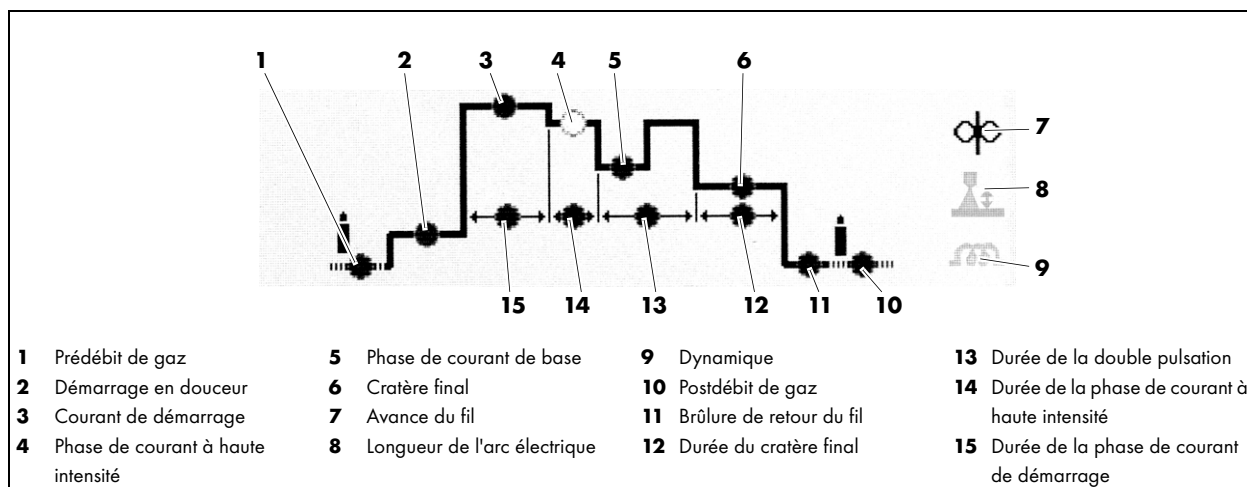 1 2 3 4 5 6
7
8
9
15 14 13 12 11 10
1 Prédébit de gaz
2 Démarrage en douceur
3 Courant de démarrage
4 Phase de courant à haute
intensité
5 Phase de courant de base
6 Cratère final
7 Avance du fil
8 Longueur de l'arc électrique
9 Dynamique
10 Postdébit de gaz
11 Brûlure de retour du fil
12 Durée du cratère final
13 Durée de la double pulsation
14 Durée de la phase de courant à
haute intensité
15 Durée de la phase de courant
de démarrage